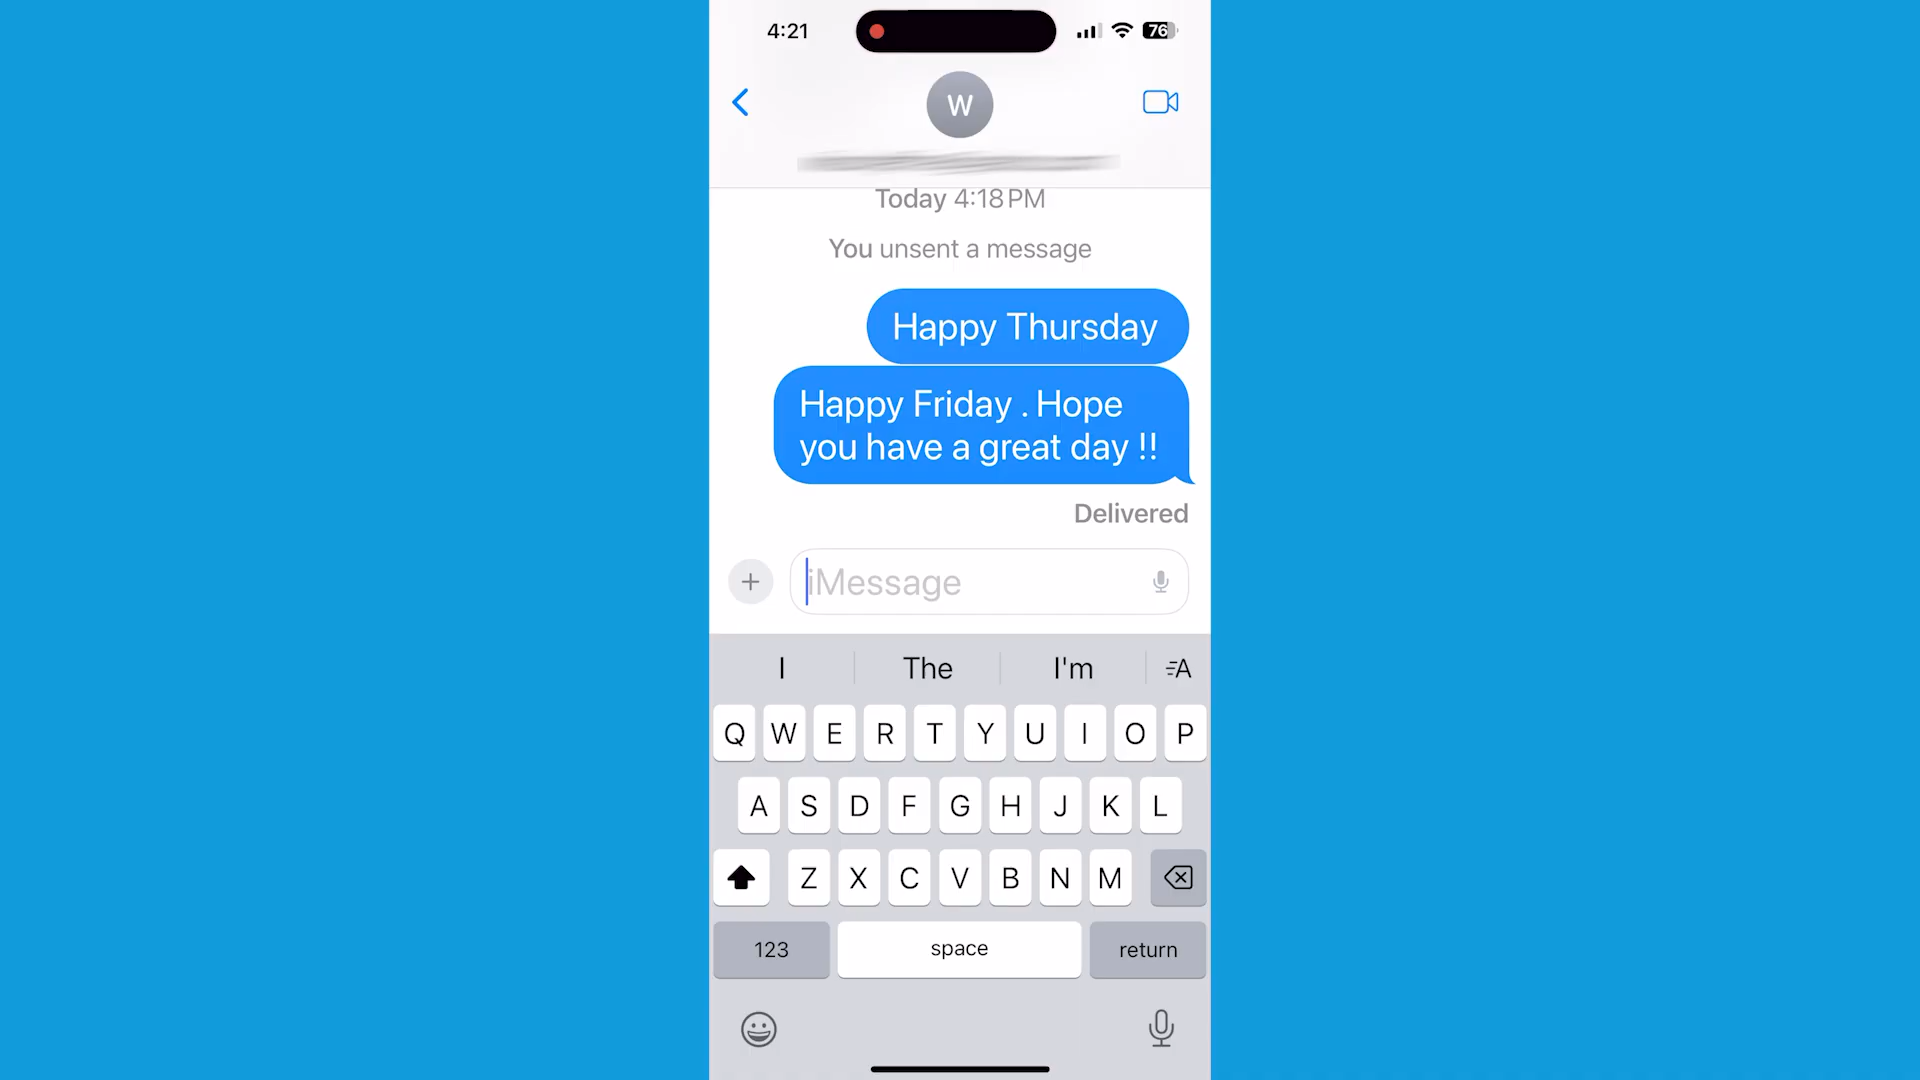 4:21
76
W
Today 4:18 PM
You unsent a message
Happy Thursday
Happy Friday . Hope
you have a great day !!
Delivered
iMessage
I The I'm A
Q W E R T Y U I O P
A S D F G H J K L
Z X C V B N M
123 space return